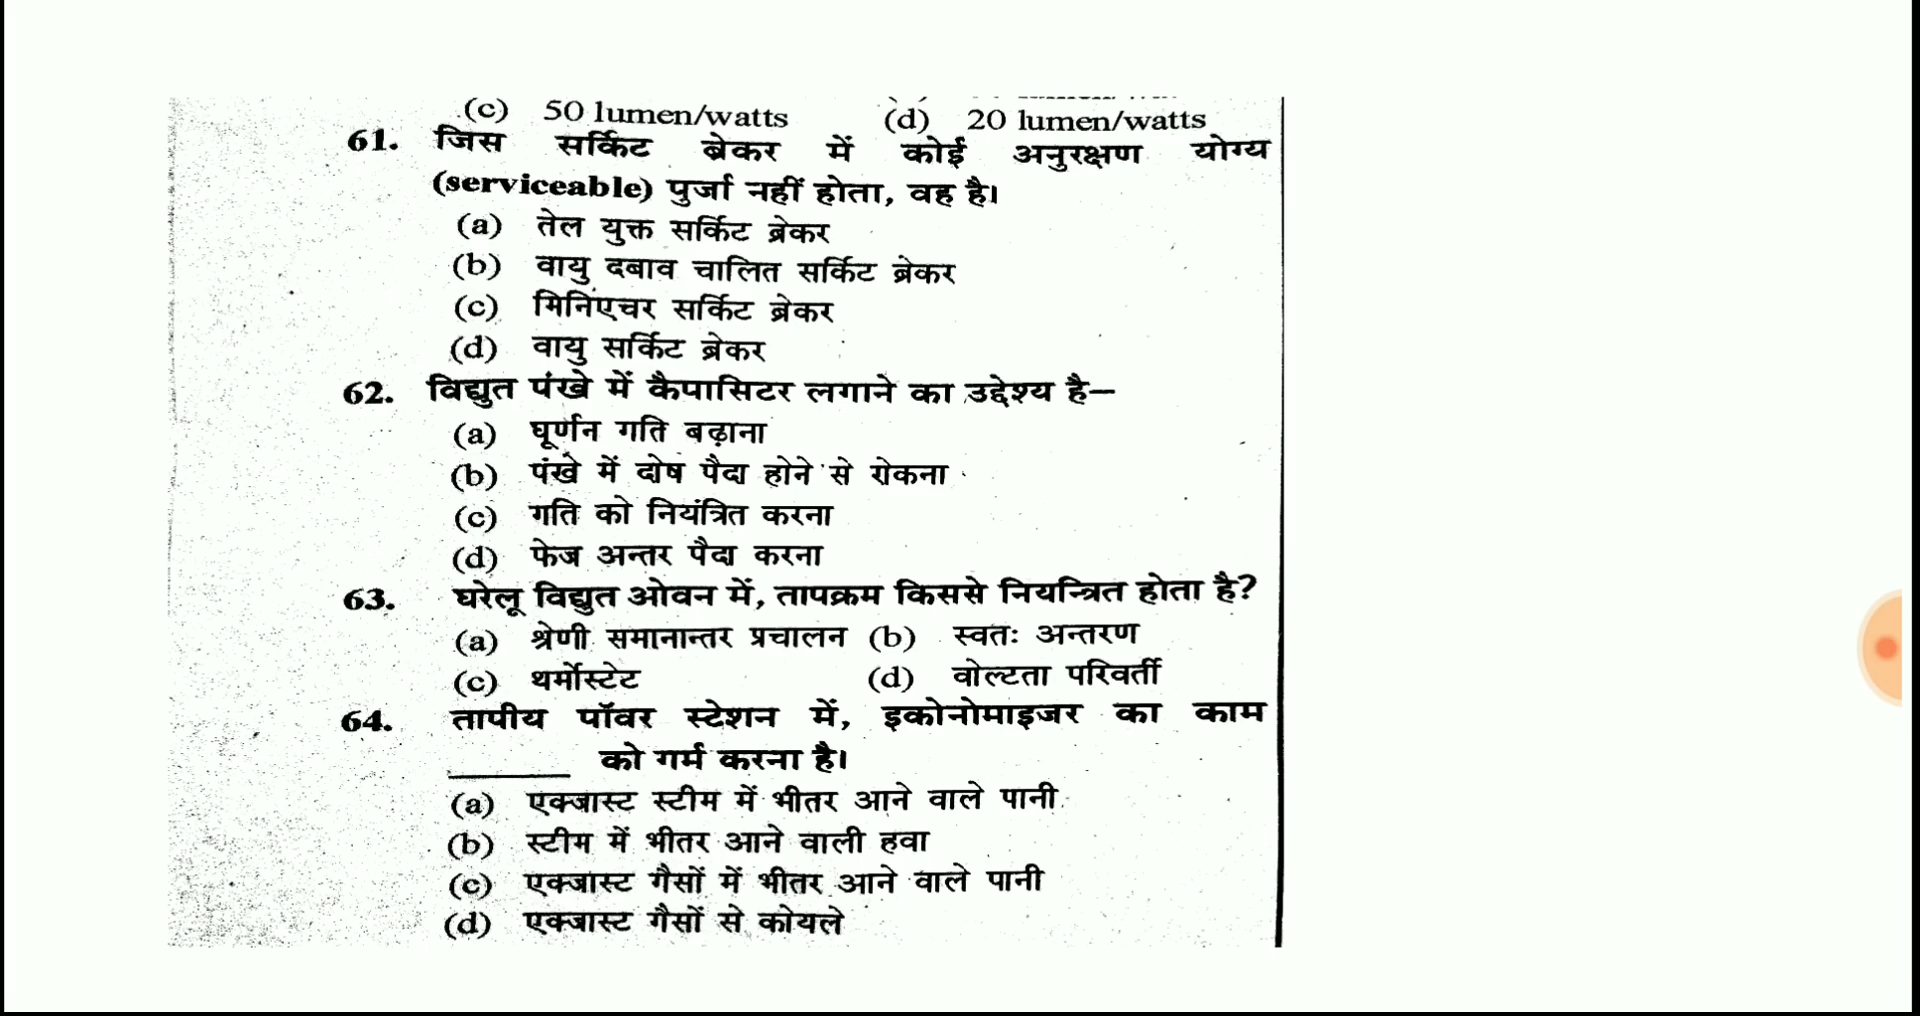 (c) 50 lumen/watts (d) 20 lumen/watts
61. जिस सर्किट ब्रेकर में कोई अनुरक्षण योग्य
(serviceable) पुर्जा नहीं होता, वह है।
(a) तेल युक्त सर्किट ब्रेकर
(b) वायु दबाव चालित सर्किट ब्रेकर
(c) मिनिएचर सर्किट ब्रेकर
(d) वायु सर्किट ब्रेकर
62. विद्युत पंखे में कैपासिटर लगाने का उद्देश्य है—
(a) घूर्णन गति बढ़ाना
(b) पंखे में दोष पैदा होने से रोकना
(c) गति को नियंत्रित करना
(d) फेज अन्तर पैदा करना
63. घरेलू विद्युत ओवन में, तापक्रम किससे नियन्त्रित होता है?
(a) श्रेणी समानान्तर प्रचालन (b) स्वतः अन्तरण
(c) थर्मोस्टेट (d) वोल्टता परिवर्ती
64. तापीय पॉवर स्टेशन में, इकोनोमाइजर का काम
______ को गर्म करना है।
(a) एक्जास्ट स्टीम में भीतर आने वाले पानी
(b) स्टीम में भीतर आने वाली हवा
(c) एक्जास्ट गैसों में भीतर आने वाले पानी
(d) एक्जास्ट गैसों से कोयले